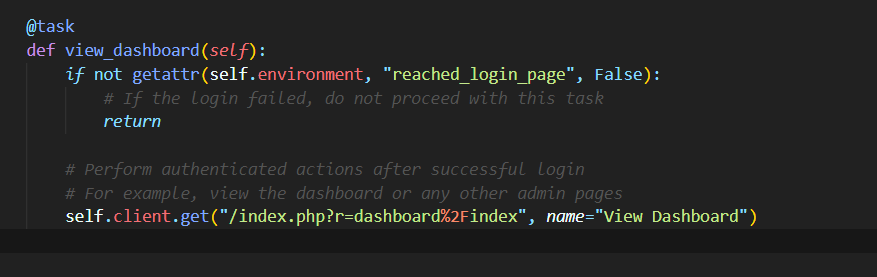 @task
def view_dashboard(self):
    if not getattr(self.environment, "reached_login_page", False):
        # If the login failed, do not proceed with this task
        return

    # Perform authenticated actions after successful login
    # For example, view the dashboard or any other admin pages
    self.client.get("/index.php?r=dashboard%2Findex", name="View Dashboard")